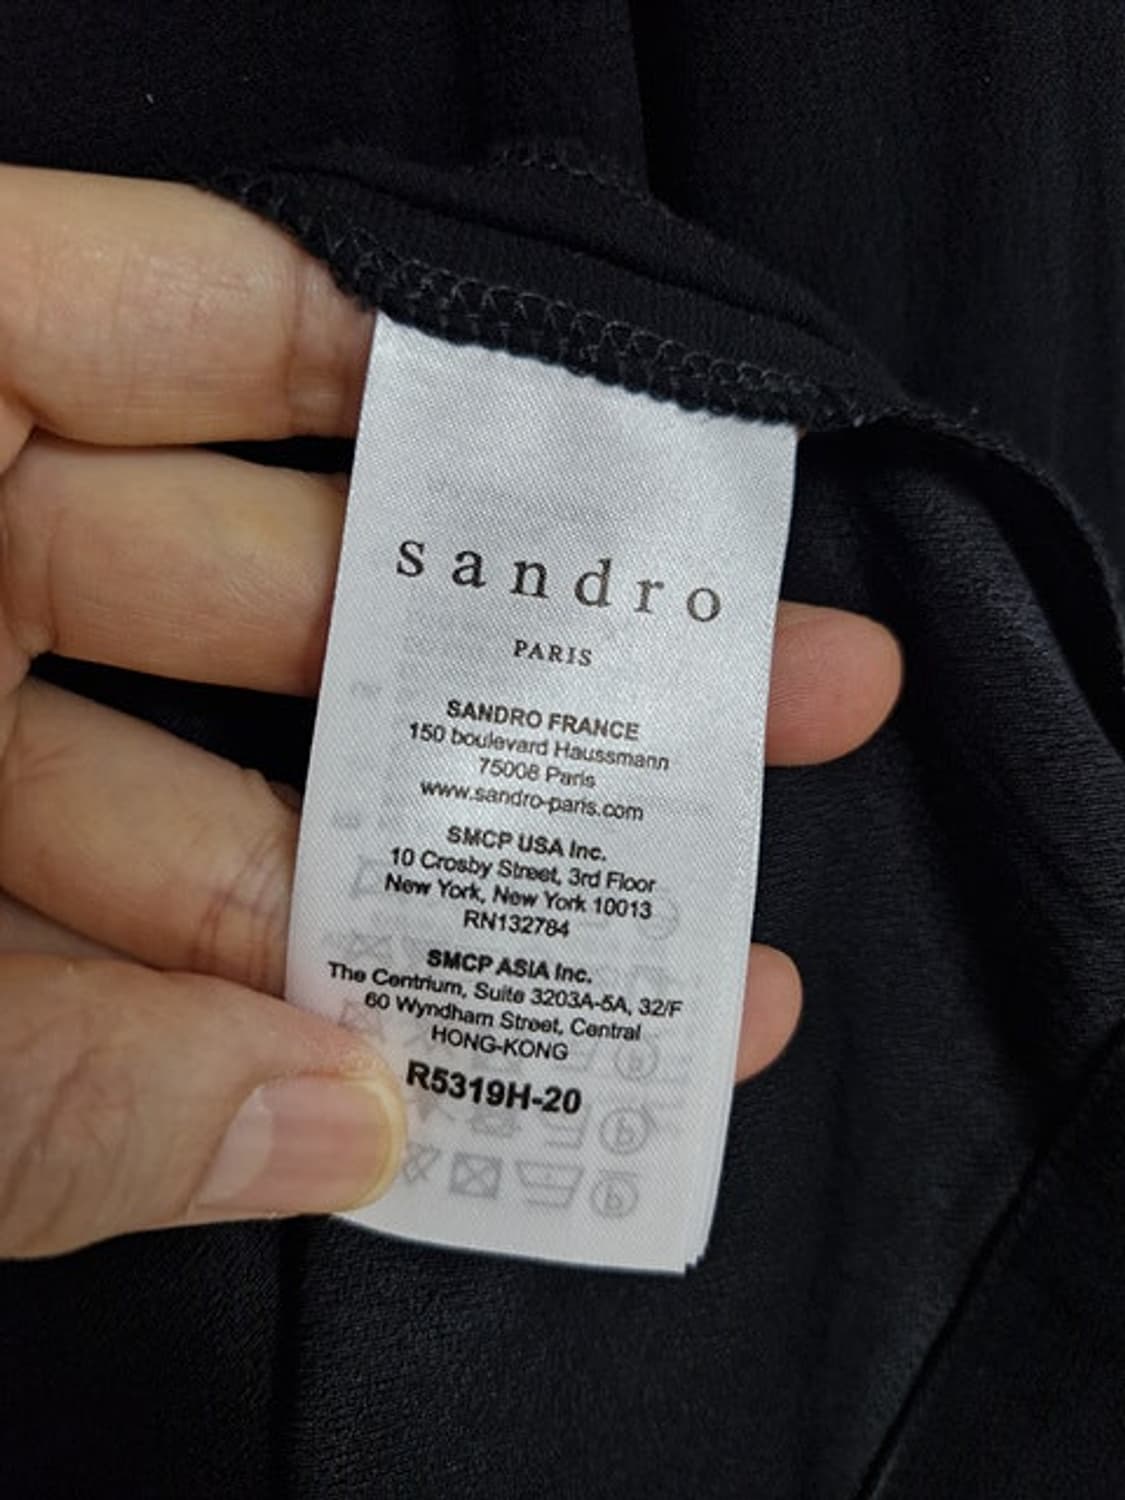 sandro
PARIS
SANDRO FRANCE
150 boulevard Haussmann
75008 Paris
www.sandro-paris.com
SMCP USA Inc.
10 Crosby Street, 3rd Floor
New York, New York 10013
RN132784
SMCP ASIA Inc.
The Centrium, Suite 3203A-5A, 32/F
60 Wyndham Street, Central
HONG-KONG
R5319H-20